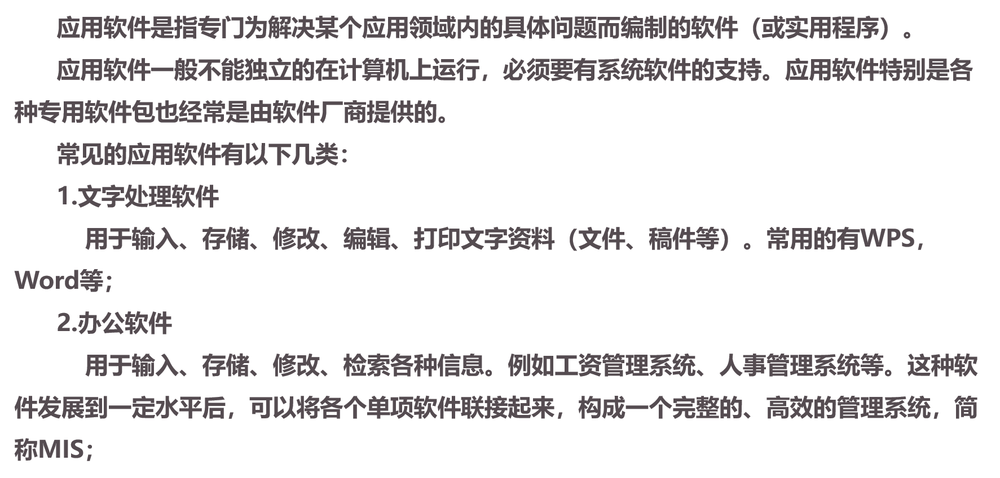 应用软件是指专门为解决某个应用领域内的具体问题而编制的软件（或实用程序）。
应用软件一般不能独立的在计算机上运行，必须要有系统软件的支持。应用软件特别是各
种专用软件包也经常是由软件厂商提供的。
常见的应用软件有以下几类：
1.文字处理软件
用于输入、存储、修改、编辑、打印文字资料（文件、稿件等）。常用的有WPS，
Word等；
2.办公软件
用于输入、存储、修改、检索各种信息。例如工资管理系统、人事管理系统等。这种软
件发展到一定水平后，可以将各个单项软件联接起来，构成一个完整的、高效的管理系统，简
称MIS；